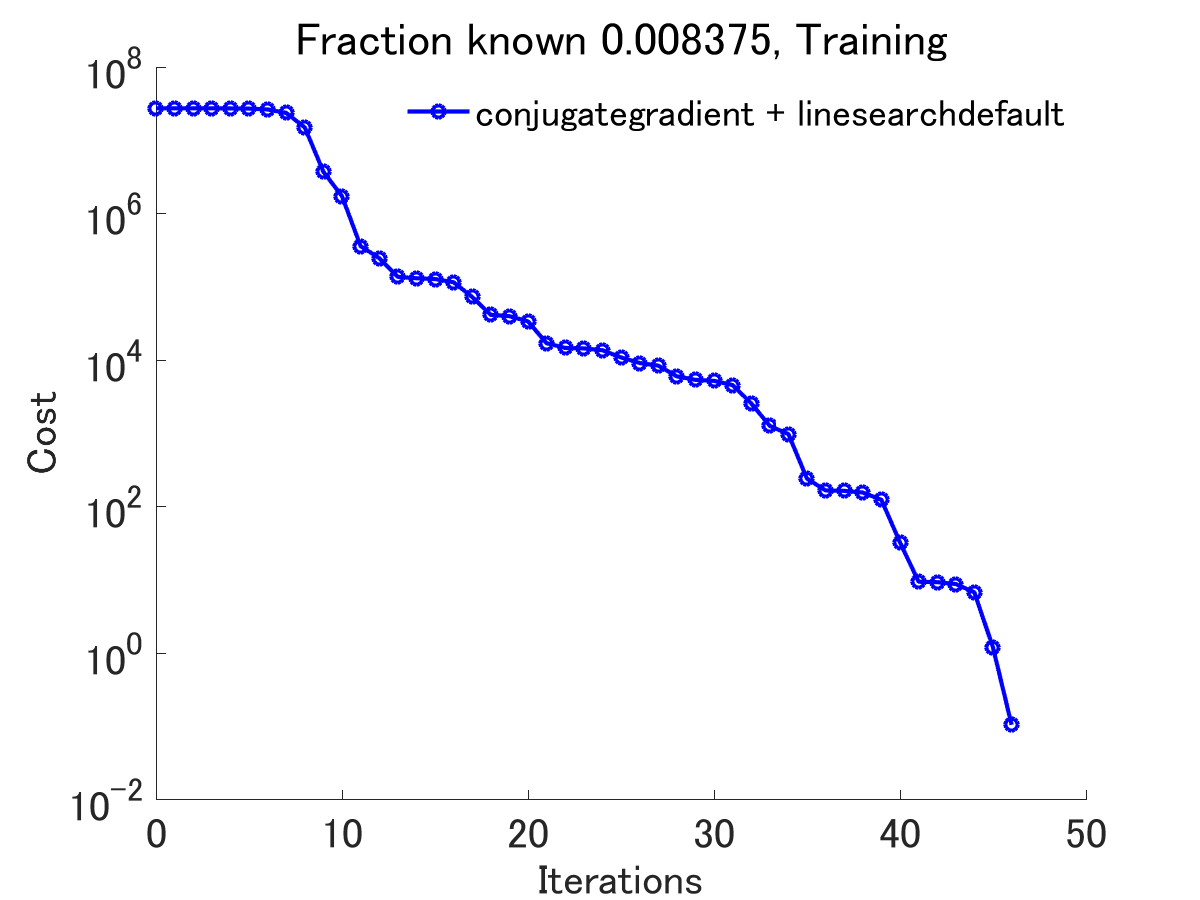 Fraction known 0.008375, Training
conjugategradient + linesearchdefault
10^8
10^6
10^4
10^2
10^0
10^-2
Cost
0 10 20 30 40 50
Iterations